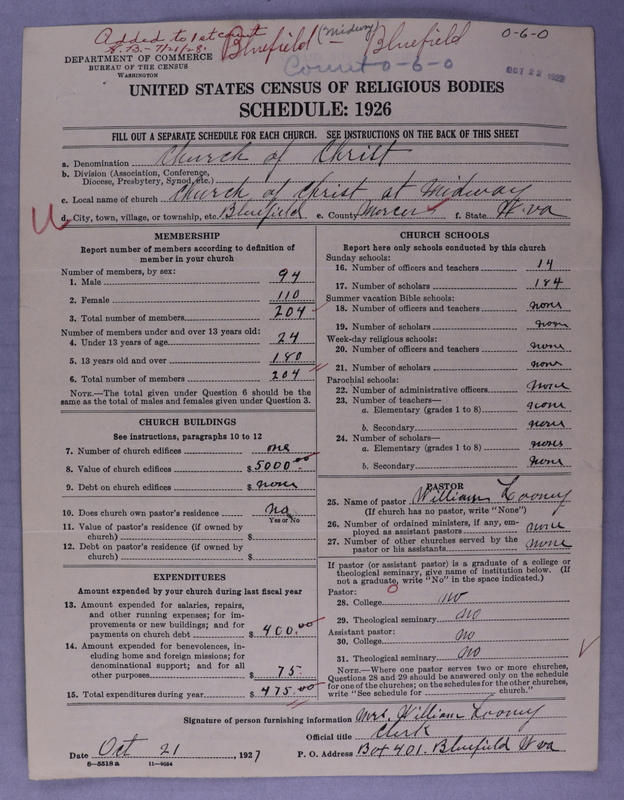 Added to 1st count
7/21/28
Bluefield (Midway) Bluefield
0-6-0
Count 0-6-0
OCT 22
DEPARTMENT OF COMMERCE
BUREAU OF THE CENSUS
WASHINGTON
UNITED STATES CENSUS OF RELIGIOUS BODIES
SCHEDULE: 1926
FILL OUT A SEPARATE SCHEDULE FOR EACH CHURCH. SEE INSTRUCTIONS ON THE BACK OF THIS SHEET
a. Denomination Church of Christ
b. Division (Association, Conference,
Diocese, Presbytery, Synod, etc.)
c. Local name of church Church of Christ at Midway
d. City, town, village, or township, etc. Bluefield e. County Mercer f. State W. va
MEMBERSHIP
Report number of members according to definition of
member in your church
Number of members, by sex:
1. Male 94
2. Female 110
3. Total number of members 204
Number of members under and over 13 years old:
4. Under 13 years of age 24
5. 13 years old and over 180
6. Total number of members 204
NOTE.—The total given under Question 6 should be
same as the total of males and females given under Question 3.
CHURCH BUILDINGS
See instructions, paragraphs 10 to 12
7. Number of church edifices one
8. Value of church edifices $5000.00
9. Debt on church edifices $ none
10. Does church own pastor's residence no
Yes or No
11. Value of pastor's residence (if owned by
church) $
12. Debt on pastor's residence (if owned by
church) $
EXPENDITURES
Amount expended by your church during last fiscal year
13. Amount expended for salaries, repairs,
and other running expenses; for im-
provements or new buildings; and for
payments on church debt $ 400.00
14. Amount expended for benevolences, in-
cluding home and foreign missions; for
denominational support; and for all
other purposes $ 75.
15. Total expenditures during year $ 475.00
CHURCH SCHOOLS
Report here only schools conducted by this church
Sunday schools:
16. Number of officers and teachers 14
17. Number of scholars 184
Summer vacation Bible schools:
18. Number of officers and teachers none
19. Number of scholars none
Week-day religious schools:
20. Number of officers and teachers none
21. Number of scholars none
Parochial schools:
22. Number of administrative officers none
23. Number of teachers—
a. Elementary (grades 1 to 8) none
b. Secondary none
24. Number of scholars—
a. Elementary (grades 1 to 8) none
b. Secondary none
PASTOR
25. Name of pastor William Looney
(If church has no pastor, write "None")
26. Number of ordained ministers, if any, em-
ployed as assistant pastors none
27. Number of other churches served by the
pastor or his assistants none
If pastor (or assistant pastor) is a graduate of a college or
theological seminary, give name of institution below. (If
not a graduate, write "No" in the space indicated.)
Pastor:
28. College no
29. Theological seminary no
Assistant pastor:
30. College no
31. Theological seminary no
NOTE.—Where one pastor serves two or more churches,
Questions 28 and 29 should be answered only on the schedule
for one of the churches; on the schedules for the other churches,
write "See schedule for church."
Signature of person furnishing information Mrs. William Looney
Official title Clerk
Date Oct 21, 1927 P. O. Address Box 401. Bluefield W va
6—5518 a 11—9034